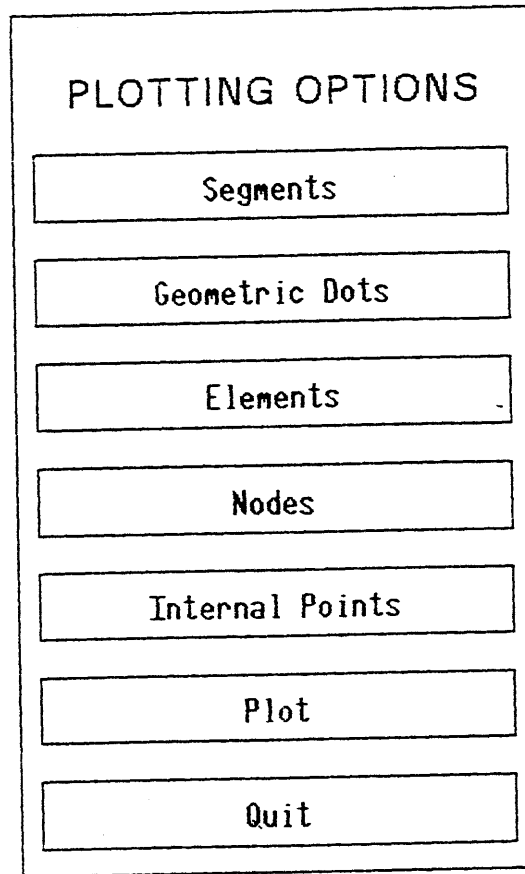 PLOTTING OPTIONS
Segments
Geometric Dots
Elements
Nodes
Internal Points
Plot
Quit